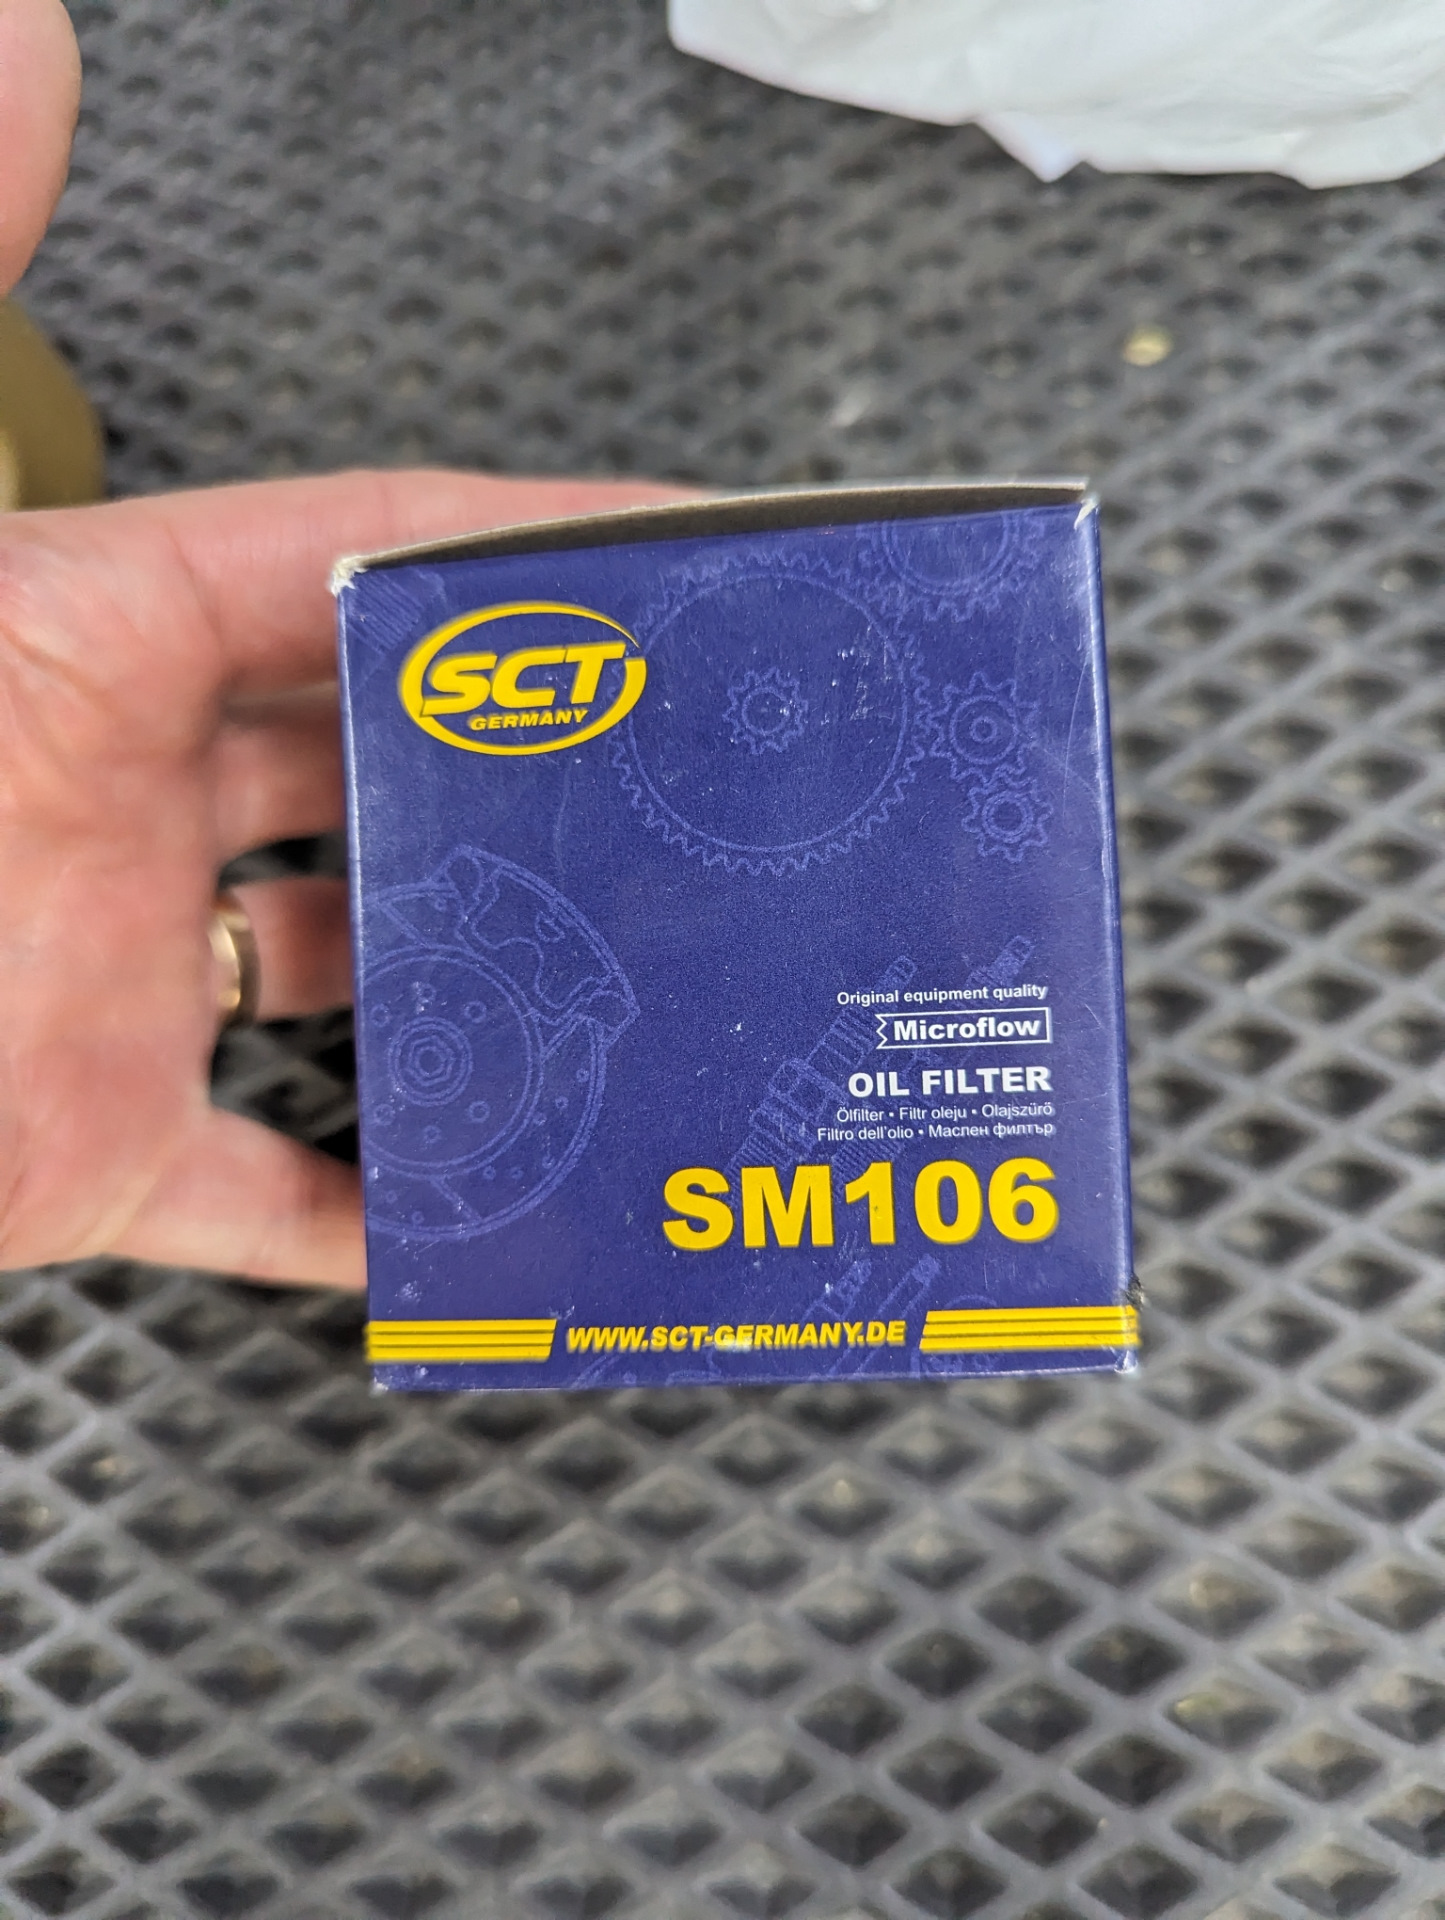 SCT
GERMANY
Original equipment quality
Microflow
OIL FILTER
Ölfilter • Filtr oleju • Olajszűrő
Filtro dell'olio • Маслен филтър
SM106
WWW.SCT-GERMANY.DE